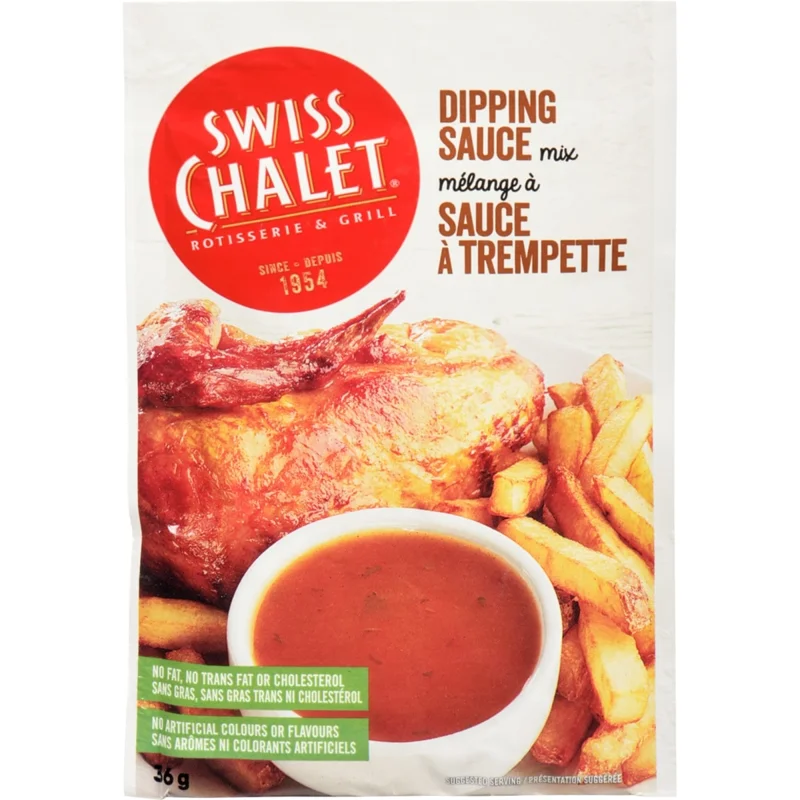 SWISS
CHALET®
ROTISSERIE & GRILL
SINCE - DEPUIS
1954
DIPPING
SAUCE mix
mélange à
SAUCE
À TREMPETTE
NO FAT, NO TRANS FAT OR CHOLESTEROL
SANS GRAS, SANS GRAS TRANS NI CHOLESTÉROL
NO ARTIFICIAL COLOURS OR FLAVOURS
SANS ARÔMES NI COLORANTS ARTIFICIELS
36 g
SUGGESTED SERVING / PRÉSENTATION SUGGÉRÉE